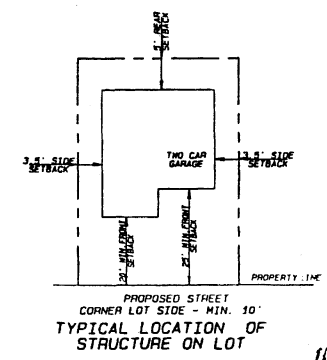 5' REAR
SETBACK
3.5' SIDE
SETBACK
TWO CAR
GARAGE
3.5' SIDE
SETBACK
20' MIN.FRONT
SETBACK
25' MIN.FRONT
SETBACK
PROPERTY LINE
PROPOSED STREET
CORNER LOT SIDE - MIN. 10'
TYPICAL LOCATION OF
STRUCTURE ON LOT